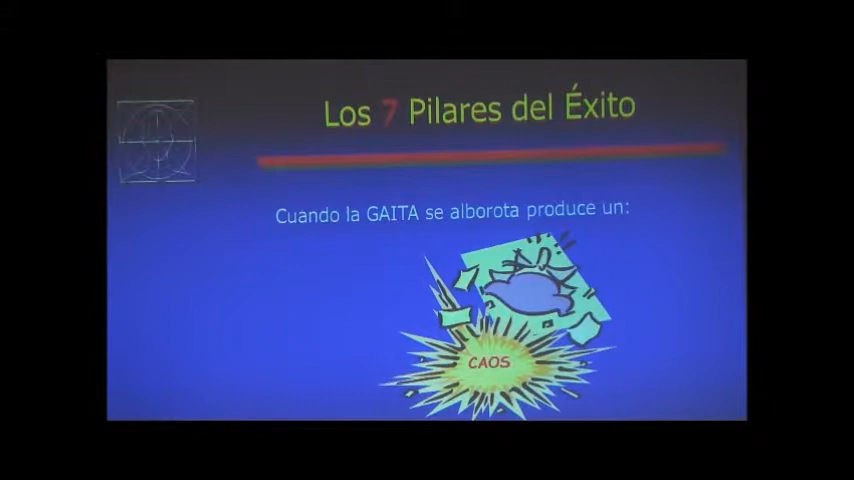 Los 7 Pilares del Éxito
Cuando la GAITA se alborota produce un:
CAOS